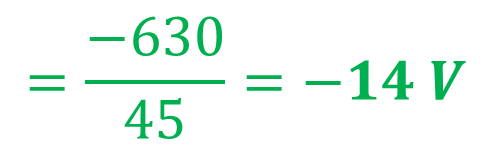 = −630/45 = −14 V